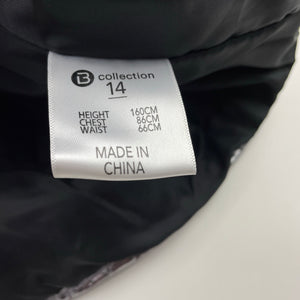 B collection
14
HEIGHT 160CM
CHEST 86CM
WAIST 66CM
MADE IN
CHINA